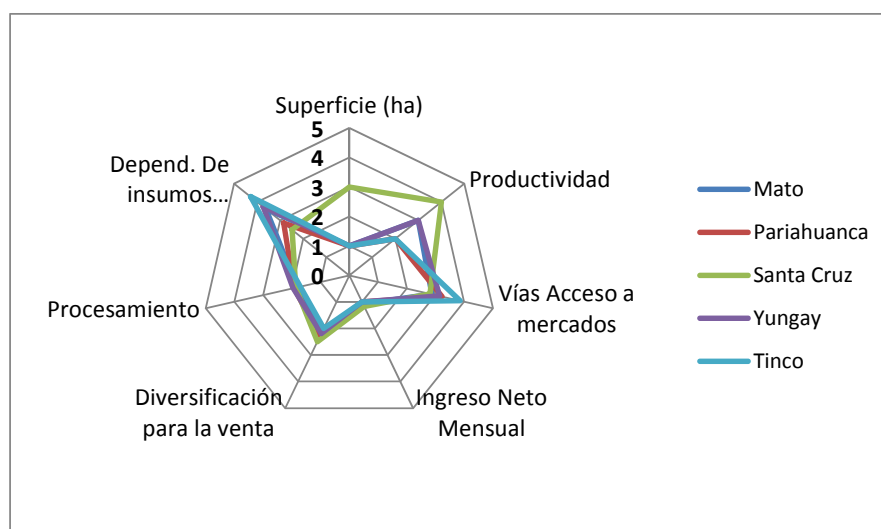 Superficie (ha)
5
4
3
2
1
0
Productividad
Vías Acceso a
mercados
Ingreso Neto
Mensual
Diversificación
para la venta
Procesamiento
Depend. De
insumos…
Mato
Pariahuanca
Santa Cruz
Yungay
Tinco